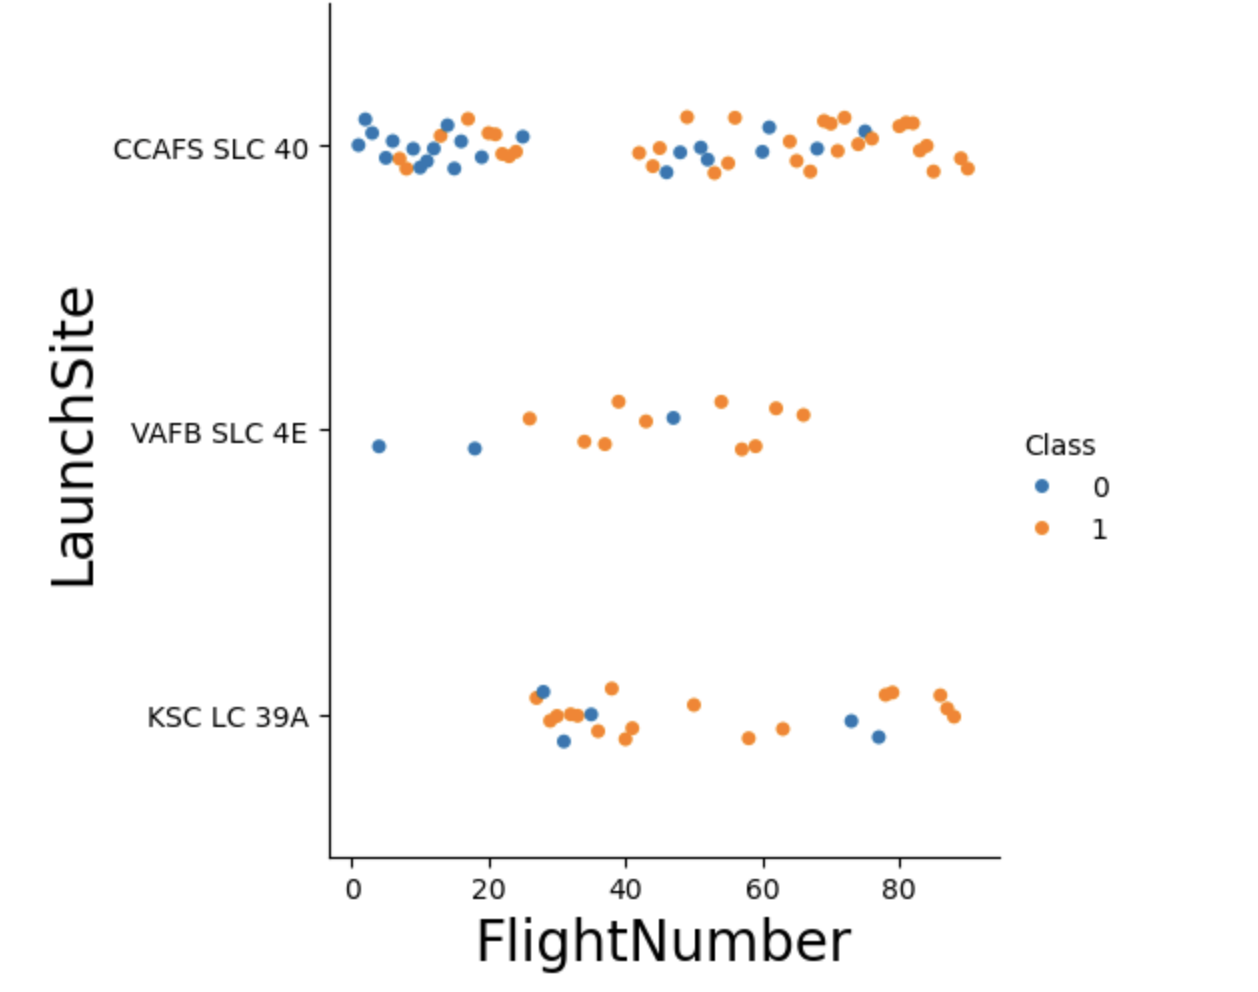 CCAFS SLC 40
VAFB SLC 4E
KSC LC 39A
LaunchSite
0 20 40 60 80
FlightNumber
Class
0
1